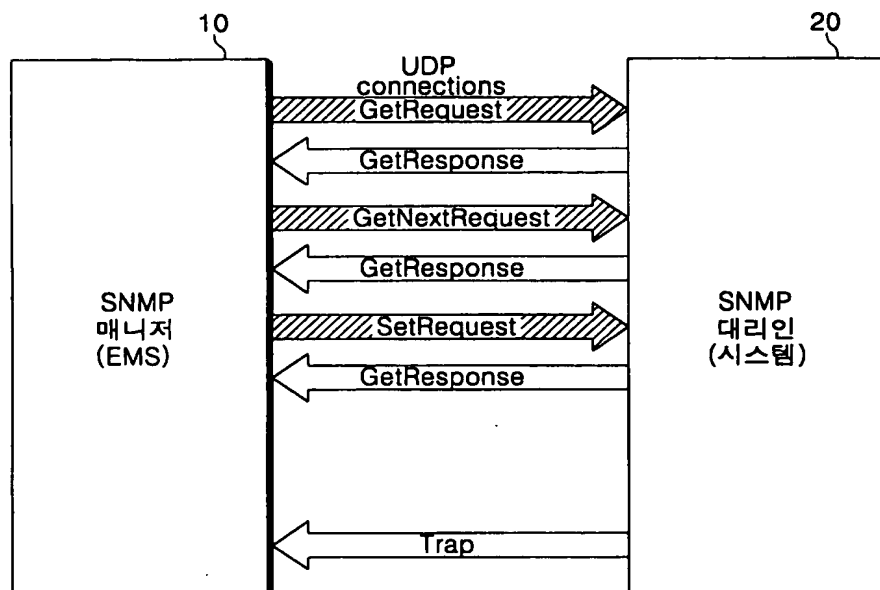 10
20
UDP
connections
GetRequest
GetResponse
GetNextRequest
GetResponse
SetRequest
GetResponse
Trap
SNMP
매니저
(EMS)
SNMP
대리인
(시스템)